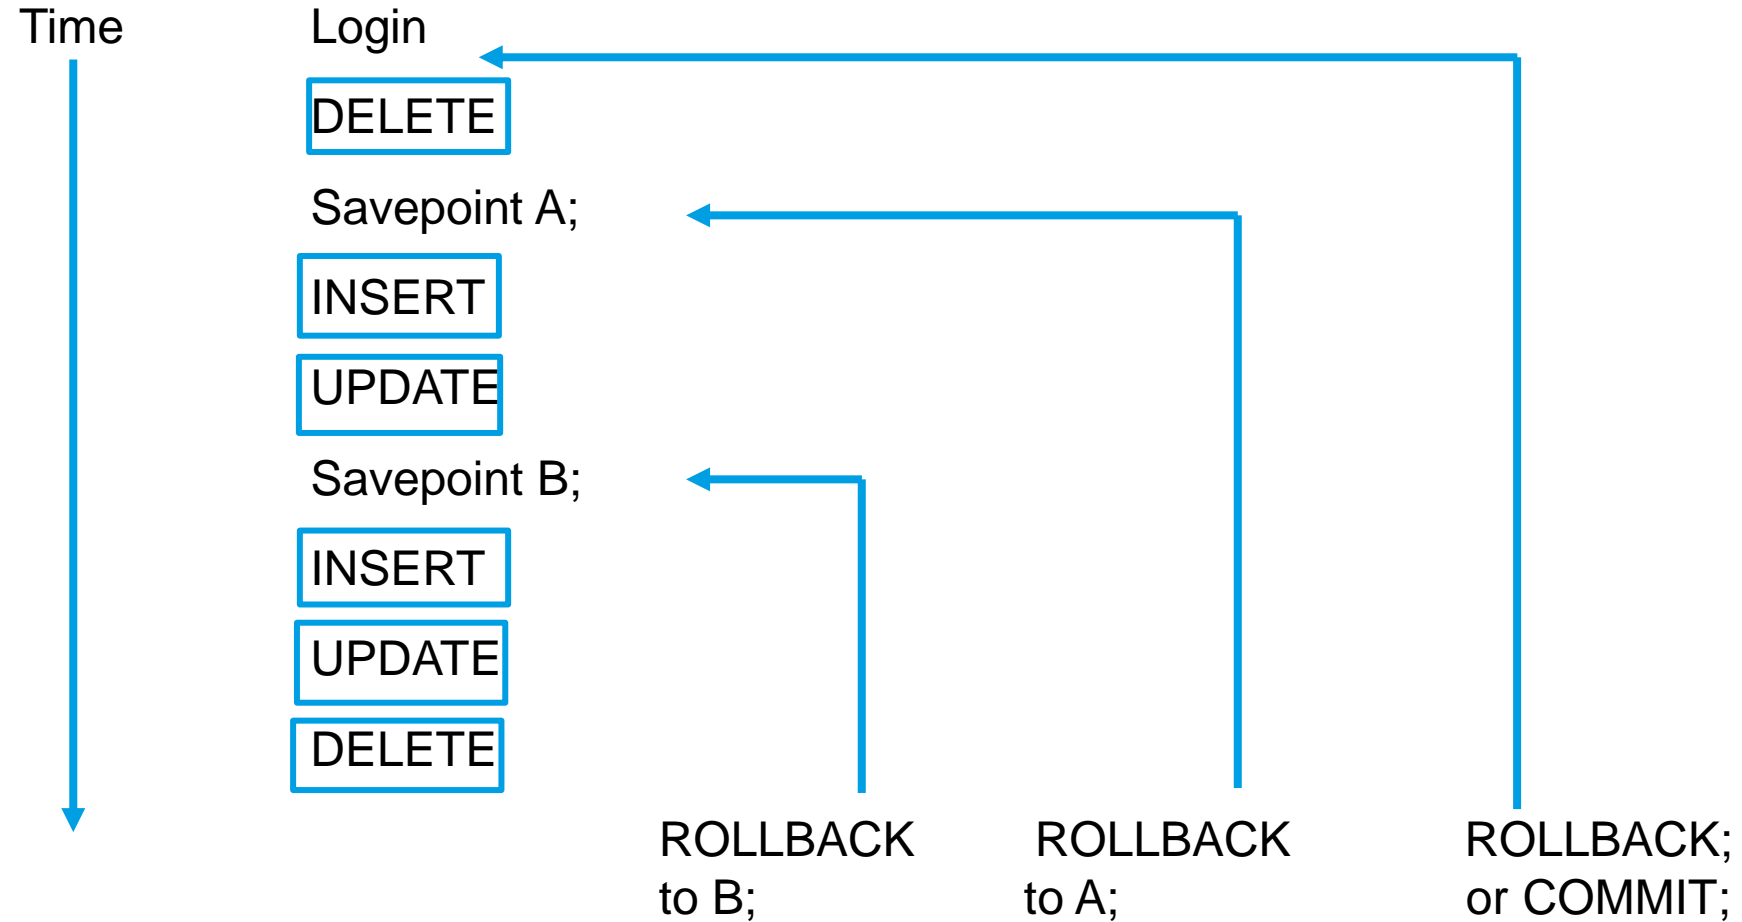 Time
Login
DELETE
Savepoint A;
INSERT
UPDATE
Savepoint B;
INSERT
UPDATE
DELETE
ROLLBACK
to B;
ROLLBACK
to A;
ROLLBACK;
or COMMIT;